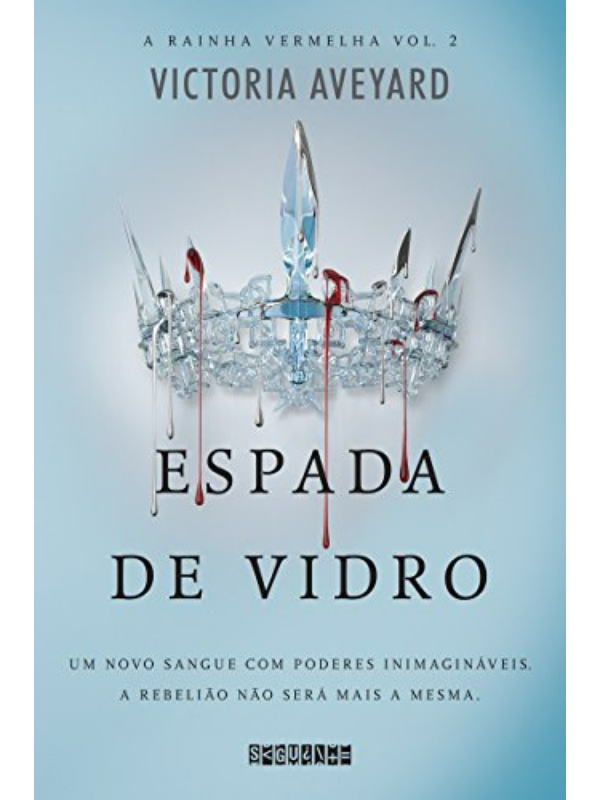 A RAINHA VERMELHA VOL. 2
VICTORIA AVEYARD
ESPADA
DE VIDRO
UM NOVO SANGUE COM PODERES INIMAGINÁVEIS.
A REBELIÃO NÃO SERÁ MAIS A MESMA.